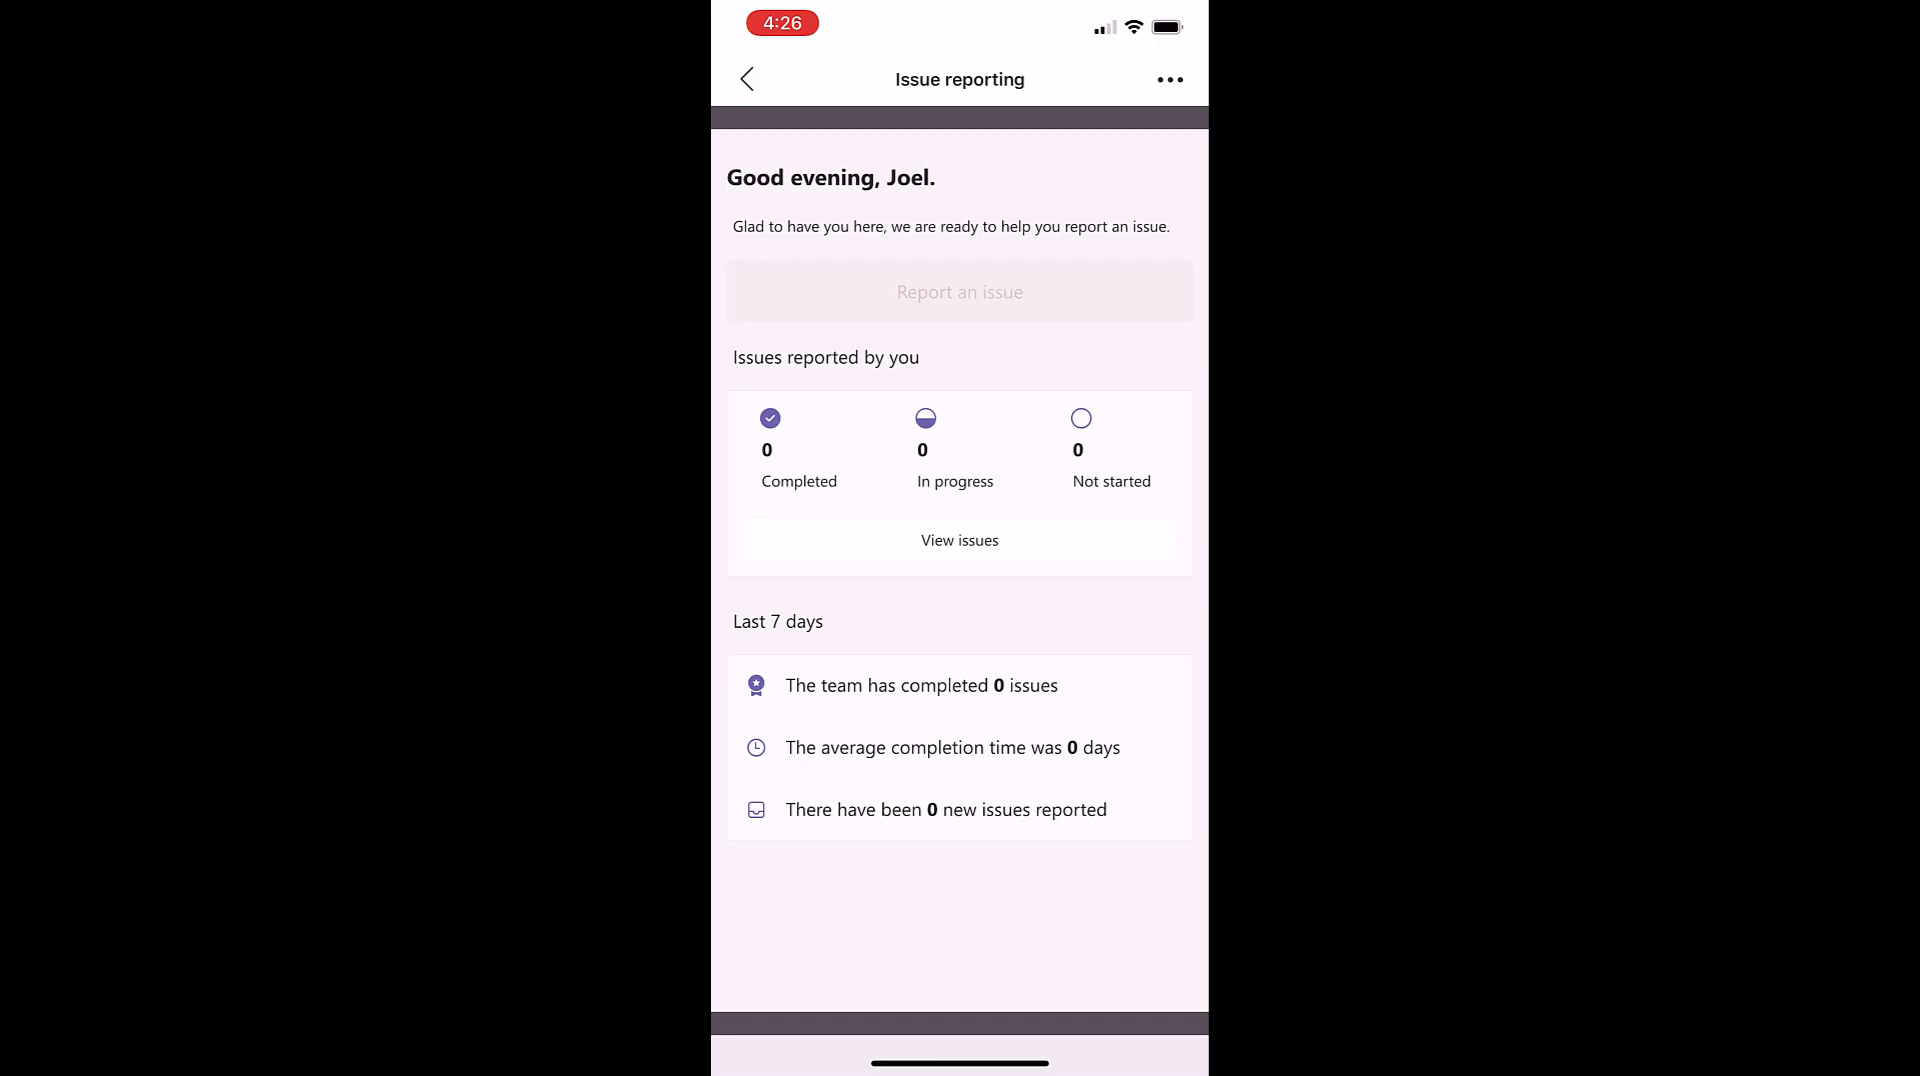 4:26
Issue reporting
Good evening, Joel.
Glad to have you here, we are ready to help you report an issue.
Report an issue
Issues reported by you
0 0 0
Completed In progress Not started
View issues
Last 7 days
The team has completed 0 issues
The average completion time was 0 days
There have been 0 new issues reported